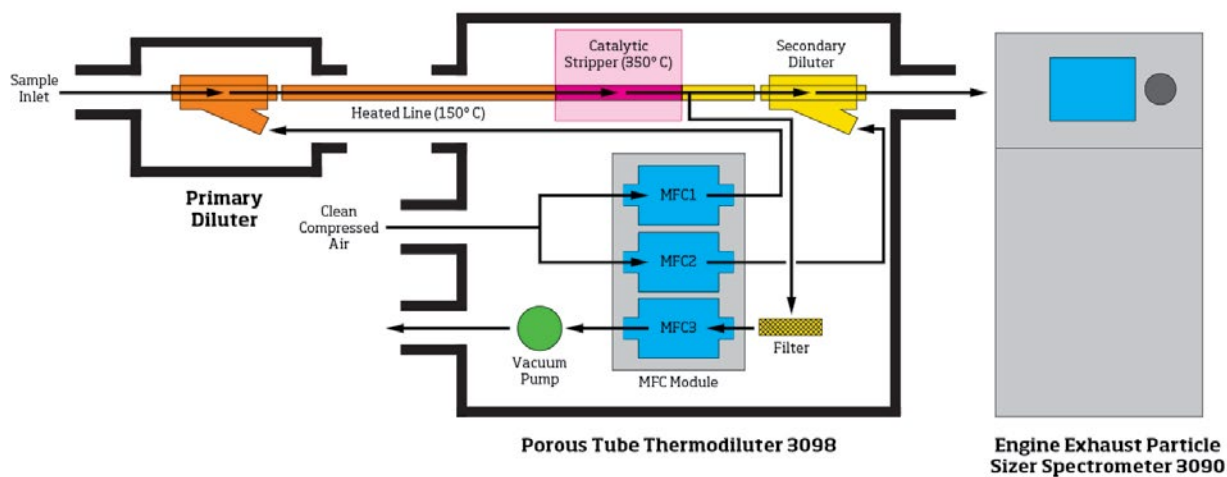 Sample
Inlet
Heated Line (150° C)
Catalytic
Stripper (350° C)
Secondary
Diluter
Primary
Diluter
Clean
Compressed
Air
MFC1
MFC2
MFC3
Vacuum
Pump
MFC Module
Filter
Porous Tube Thermodiluter 3098
Engine Exhaust Particle
Sizer Spectrometer 3090